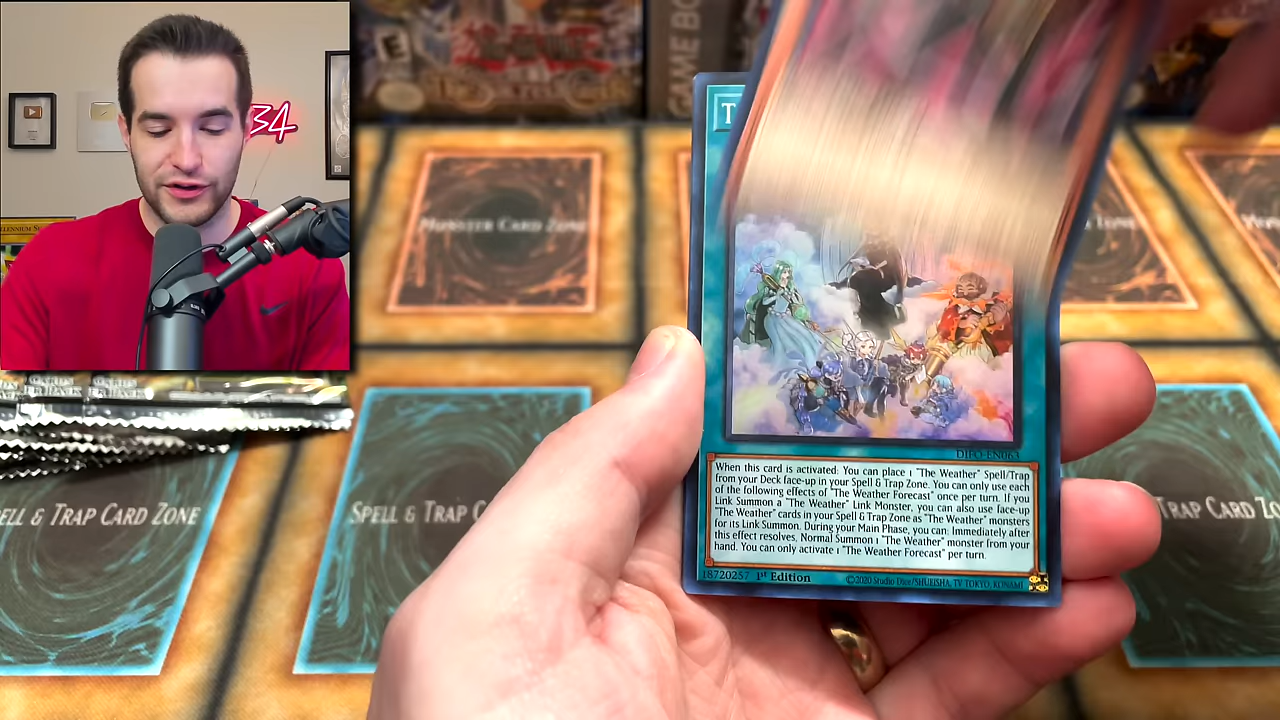 34
E
GAME BO
MONSTER CARD ZONE
T
DIFO-EN063
When this card is activated: You can place 1 "The Weather" Spell/Trap
from your Deck face-up in your Spell & Trap Zone. You can only use each
of the following effects of "The Weather Forecast" once per turn. If you
Link Summon a "The Weather" Link Monster, you can also use face-up
"The Weather" cards in your Spell & Trap Zone as "The Weather" monsters
for its Link Summon. During your Main Phase, you can: Immediately after
this effect resolves, Normal Summon 1 "The Weather" monster from your
hand. You can only activate 1 "The Weather Forecast" per turn.
18720257 1st Edition
©2020 Studio Dice/SHUEISHA, TV TOKYO, KONAMI
ELL & TRAP CARD ZONE
SPELL & TRAP C
TRAP CARD ZO